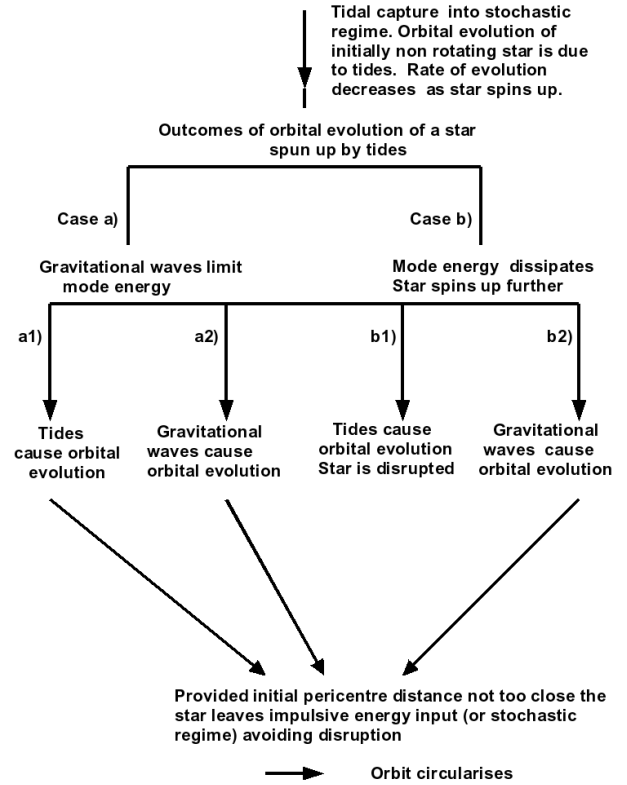 Tidal capture into stochastic
regime. Orbital evolution of
initially non rotating star is due
to tides. Rate of evolution
decreases as star spins up.
Outcomes of orbital evolution of a star
spun up by tides
Case a)
Case b)
Gravitational waves limit
mode energy
Mode energy dissipates
Star spins up further
a1)
a2)
b1)
b2)
Tides
cause orbital
evolution
Gravitational
waves cause
orbital evolution
Tides cause
orbital evolution
Star is disrupted
Gravitational
waves cause
orbital evolution
Provided initial pericentre distance not too close the
star leaves impulsive energy input (or stochastic
regime) avoiding disruption
Orbit circularises